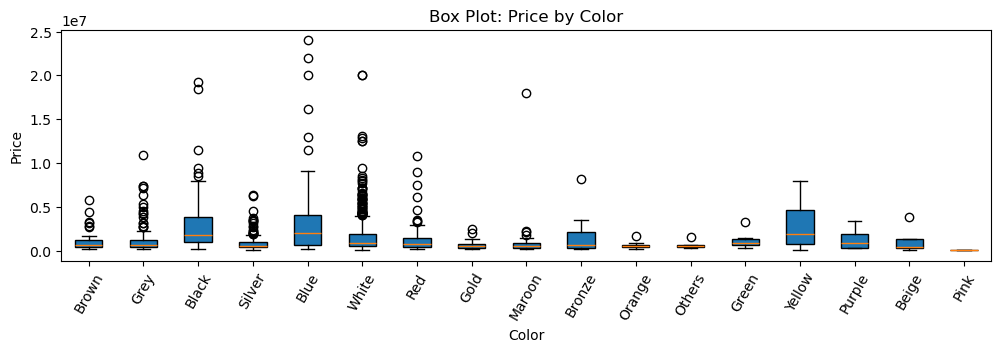 Box Plot: Price by Color
1e7
2.5
2.0
1.5
1.0
0.5
0.0
Price
Brown
Grey
Black
Silver
Blue
White
Red
Gold
Maroon
Bronze
Orange
Others
Green
Yellow
Purple
Beige
Pink
Color